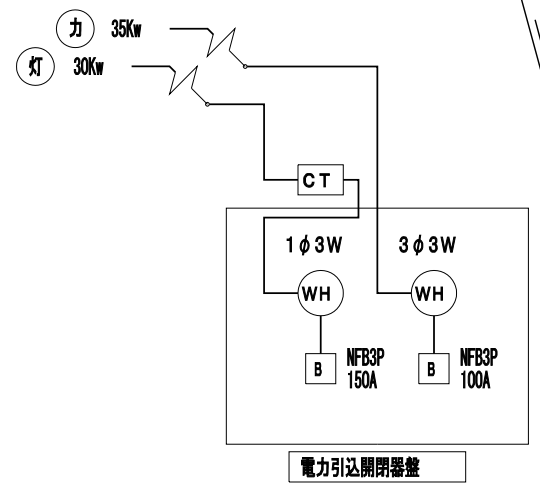 力 35Kw
灯 30Kw
CT
1φ3W 3φ3W
WH WH
B NFB3P B NFB3P
150A 100A
電力引込開閉器盤